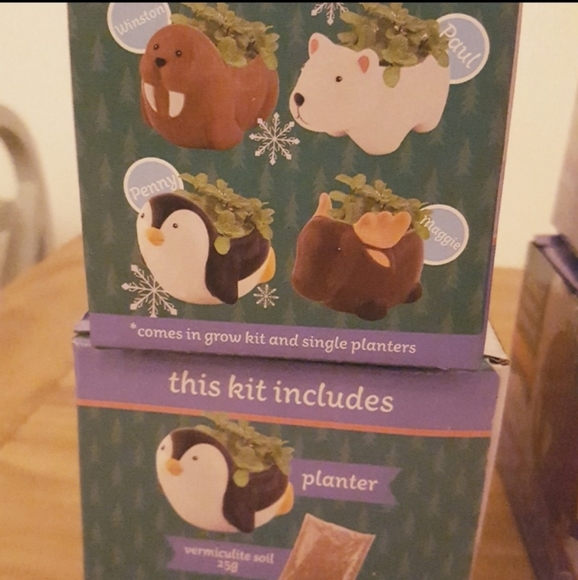 Winston
Paul
Penny
Maggie
*comes in grow kit and single planters
this kit includes
planter
vermiculite soil
25g